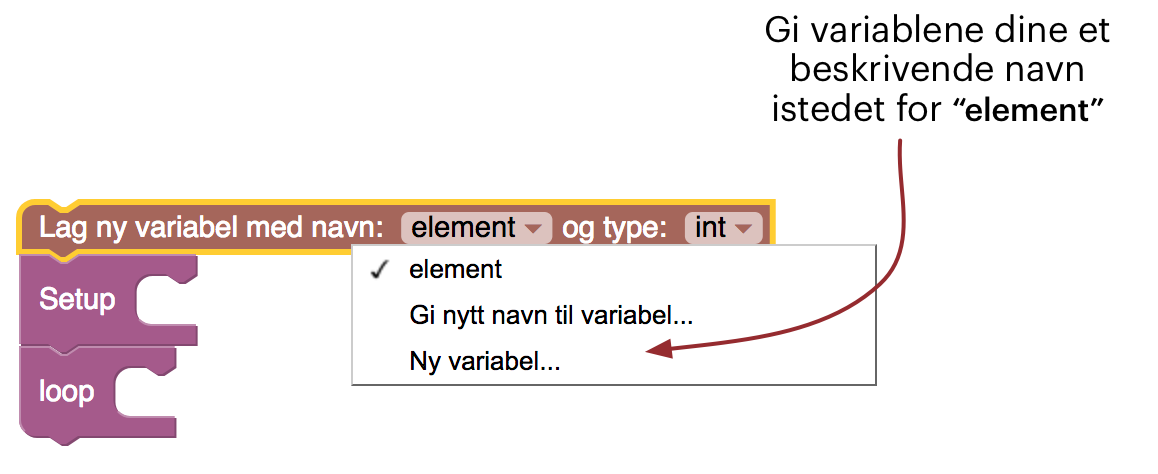 Gi variablene dine et
beskrivende navn
istedet for “element”
Lag ny variabel med navn: element og type: int
element
Gi nytt navn til variabel...
Ny variabel...
Setup
loop